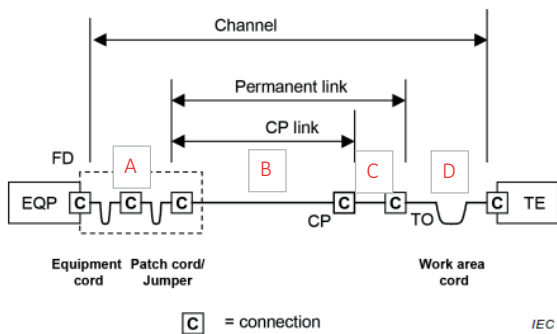 Channel
Permanent link
CP link
FD
A
B
C
D
EQP
C
C
C
C
C
C
TE
CP
TO
Equipment
cord
Patch cord/
Jumper
Work area
cord
C = connection
IEC